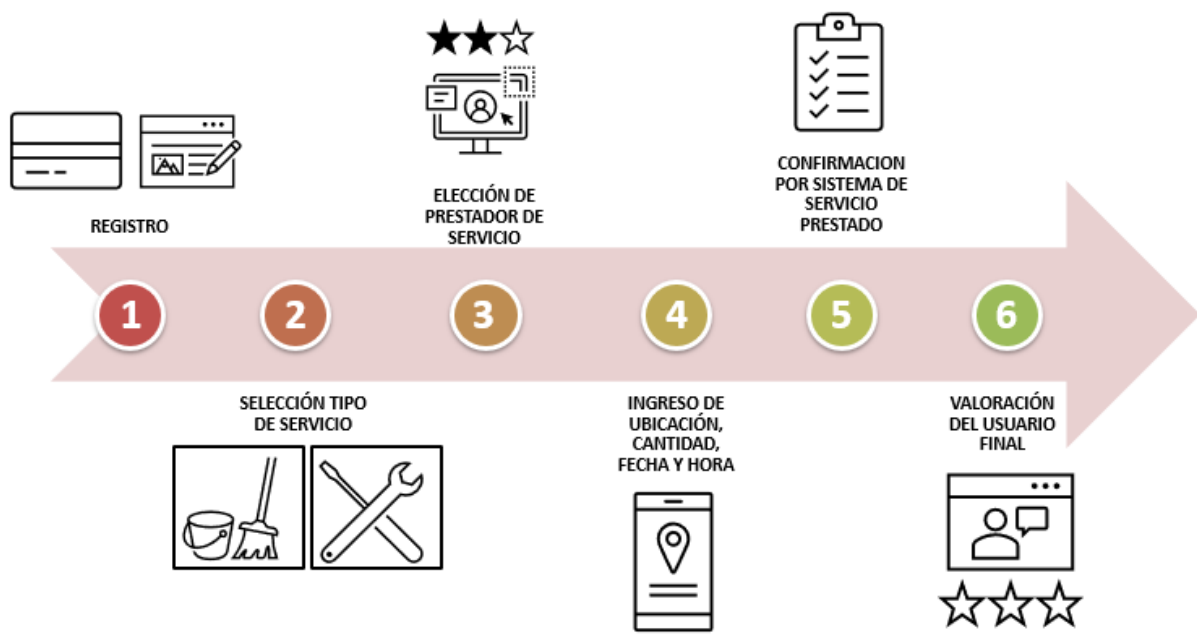 REGISTRO
1
SELECCIÓN TIPO
DE SERVICIO
2
ELECCIÓN DE
PRESTADOR DE
SERVICIO
3
INGRESO DE
UBICACIÓN,
CANTIDAD,
FECHA Y HORA
4
CONFIRMACION
POR SISTEMA DE
SERVICIO
PRESTADO
5
VALORACIÓN
DEL USUARIO
FINAL
6